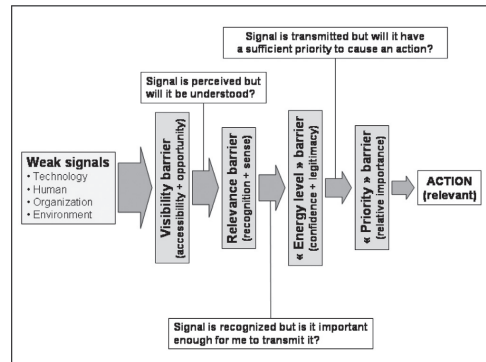 Signal is transmitted but will it have
a sufficient priority to cause an action?
Signal is perceived but
will it be understood?
Weak signals
• Technology
• Human
• Organization
• Environment
Visibility barrier
(accessibility + opportunity)
Relevance barrier
(recognition + sense)
« Energy level » barrier
(confidence + legitimacy)
« Priority » barrier
(relative importance)
ACTION
(relevant)
Signal is recognized but is it important
enough for me to transmit it?